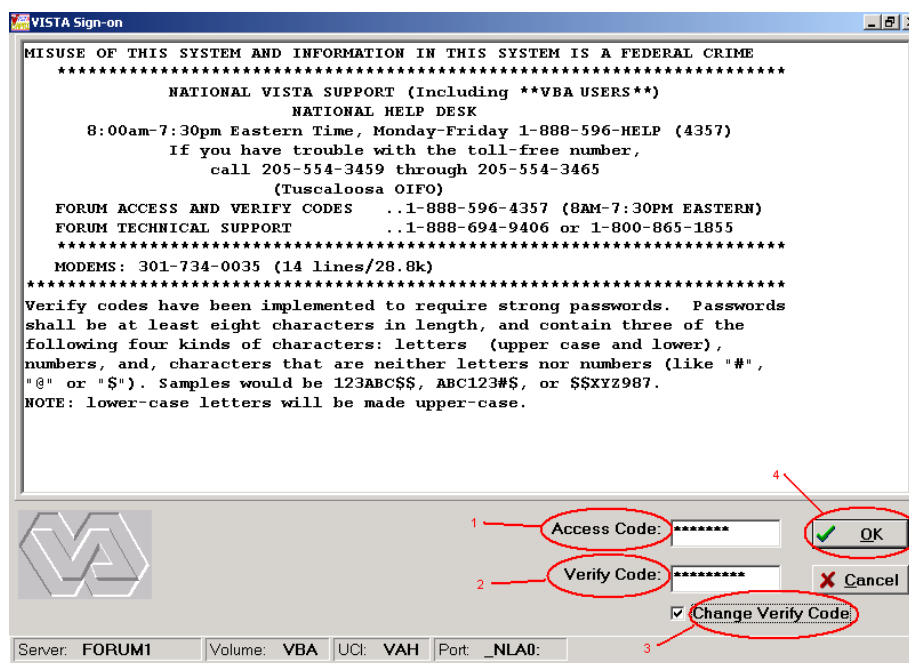 VISTA Sign-on
MISUSE OF THIS SYSTEM AND INFORMATION IN THIS SYSTEM IS A FEDERAL CRIME
***********************************************************************
NATIONAL VISTA SUPPORT (Including **VBA USERS**)
NATIONAL HELP DESK
8:00am-7:30pm Eastern Time, Monday-Friday 1-888-596-HELP (4357)
If you have trouble with the toll-free number,
call 205-554-3459 through 205-554-3465
(Tuscaloosa OIFO)
FORUM ACCESS AND VERIFY CODES ..1-888-596-4357 (8AM-7:30PM EASTERN)
FORUM TECHNICAL SUPPORT ..1-888-694-9406 or 1-800-865-1855
***********************************************************************
MODEMS: 301-734-0035 (14 lines/28.8k)
**************************************************************************
Verify codes have been implemented to require strong passwords. Passwords
shall be at least eight characters in length, and contain three of the
following four kinds of characters: letters (upper case and lower),
numbers, and, characters that are neither letters nor numbers (like "#",
"@" or "$"). Samples would be 123ABC$$, ABC123#$, or $$XYZ987.
NOTE: lower-case letters will be made upper-case.
4
1 Access Code: ******* OK
2 Verify Code: ********* Cancel
Change Verify Code
3
Server: FORUM1 Volume: VBA UCI: VAH Port: _NLA0: